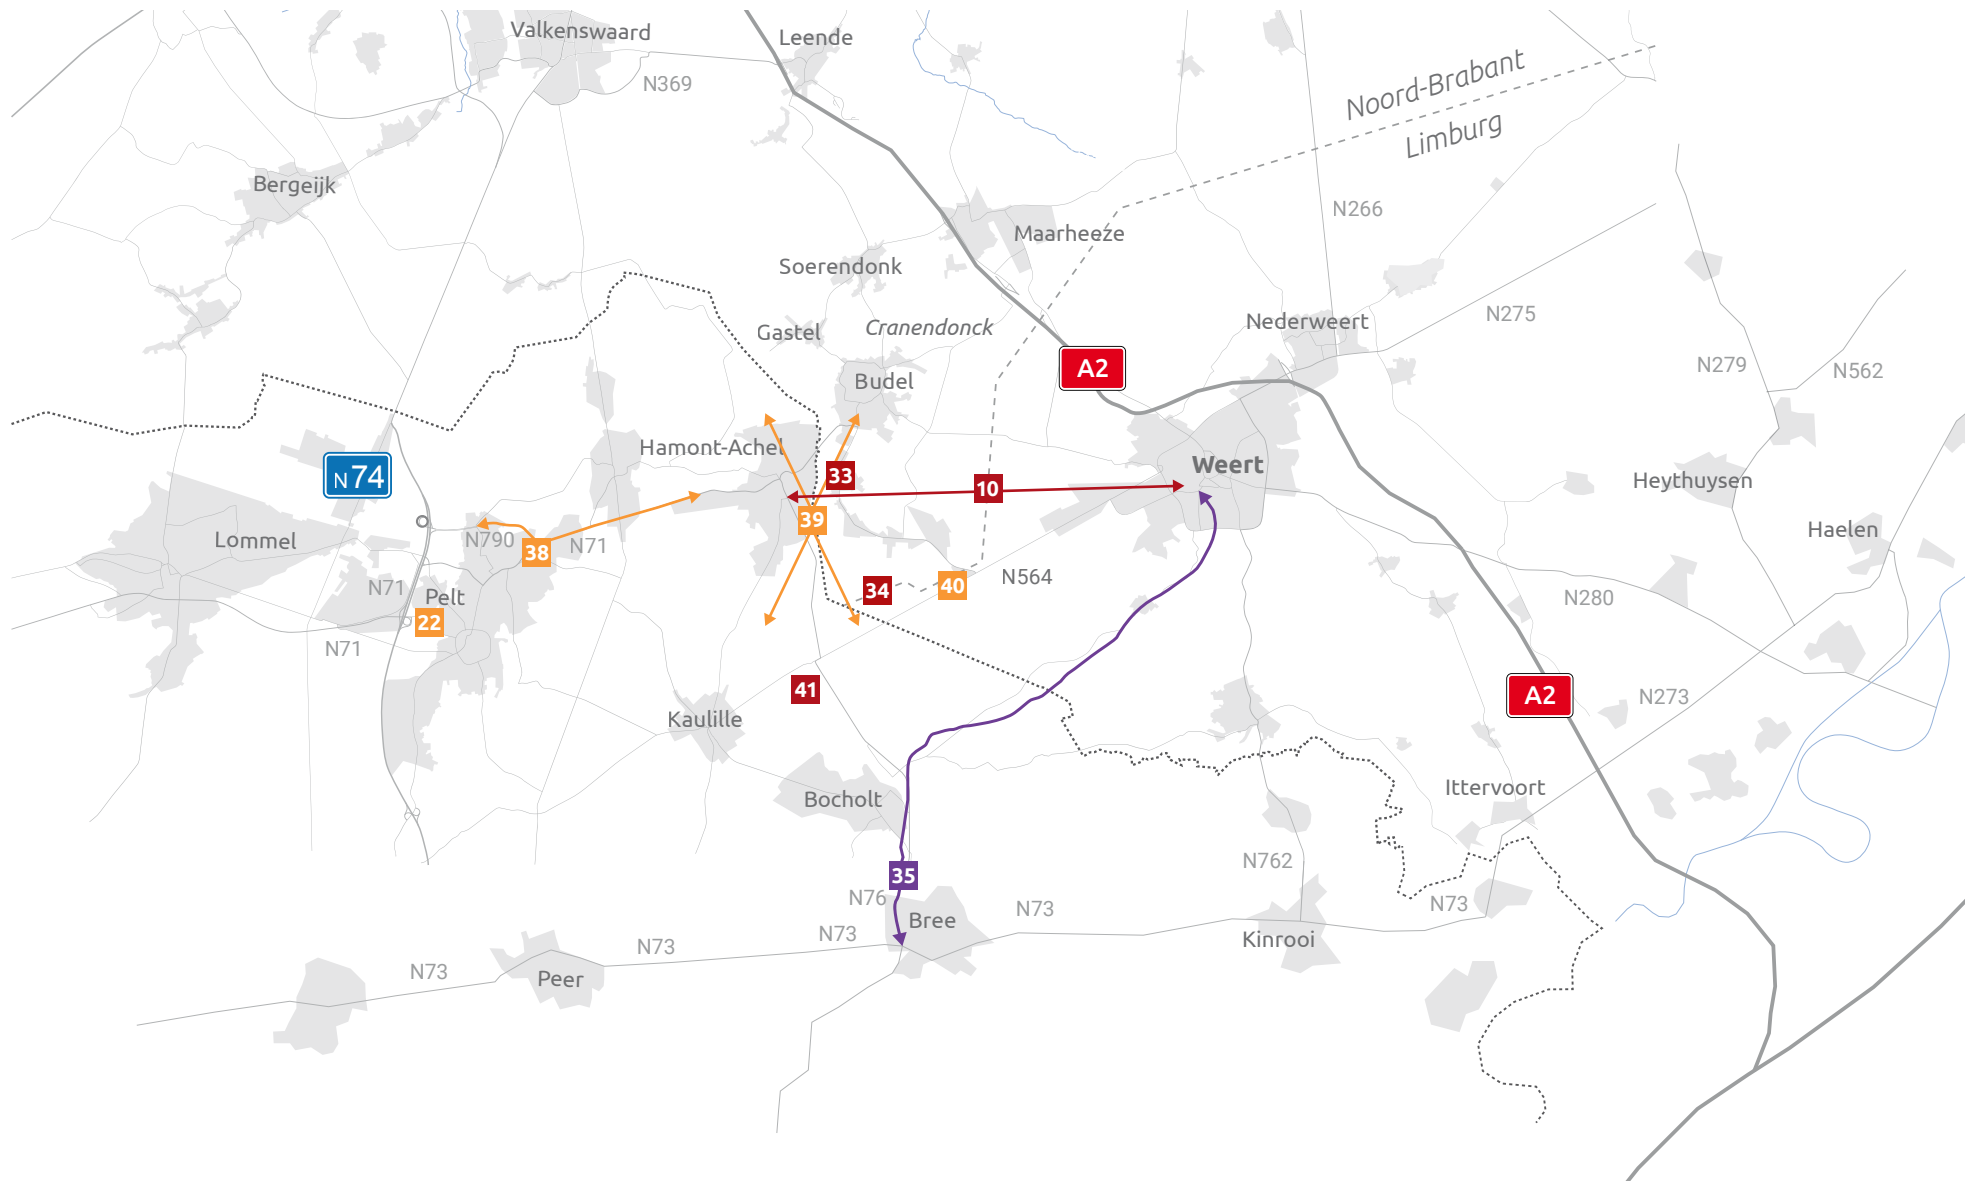 Valkenswaard
Leende
N369
Noord-Brabant
Limburg
Bergeijk
N266
Maarheeze
Soerendonk
Gastel
Cranendonck
Nederweert
N275
A2
N279
N562
Budel
Hamont-Achel
Weert
N74
33
10
Heythuysen
39
Haelen
Lommel
N790
38
N71
N564
34
40
N71
Pelt
22
N280
N71
41
A2
N273
Kaulille
Bocholt
Ittervoort
N762
35
N76
Bree
N73
N73
N73
N73
Kinrooi
N73
Peer